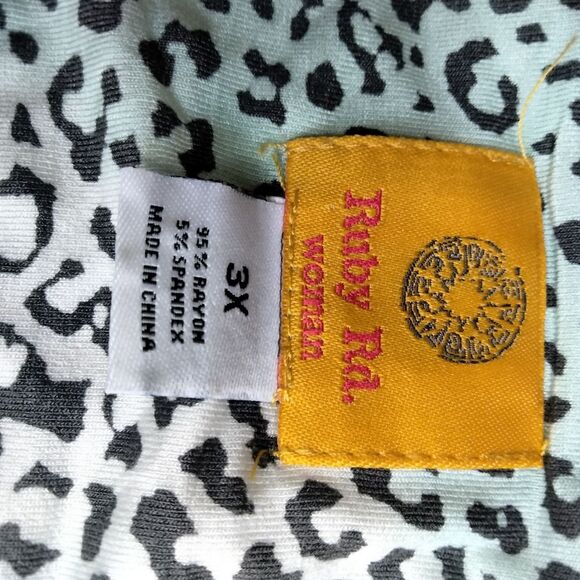 Ruby Rd.
woman
3X
95% RAYON
5% SPANDEX
MADE IN CHINA